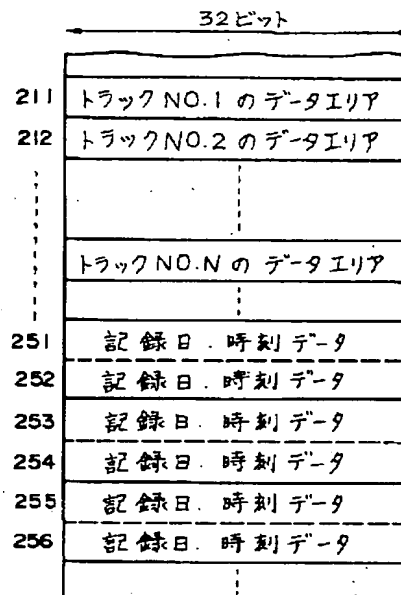 32ビット
211 トラックNO.1 の データエリア
212 トラックNO.2 の データエリア
トラックNO.N の データエリア
251 記録日.時刻データ
252 記録日.時刻データ
253 記録日.時刻データ
254 記録日.時刻データ
255 記録日.時刻データ
256 記録日.時刻データ